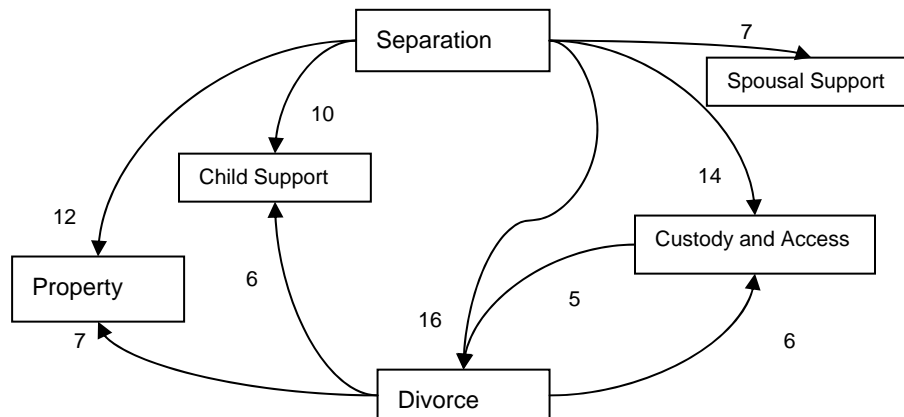 Separation
7
Spousal Support
10
Child Support
14
12
Custody and Access
Property
6
5
16
7
6
Divorce